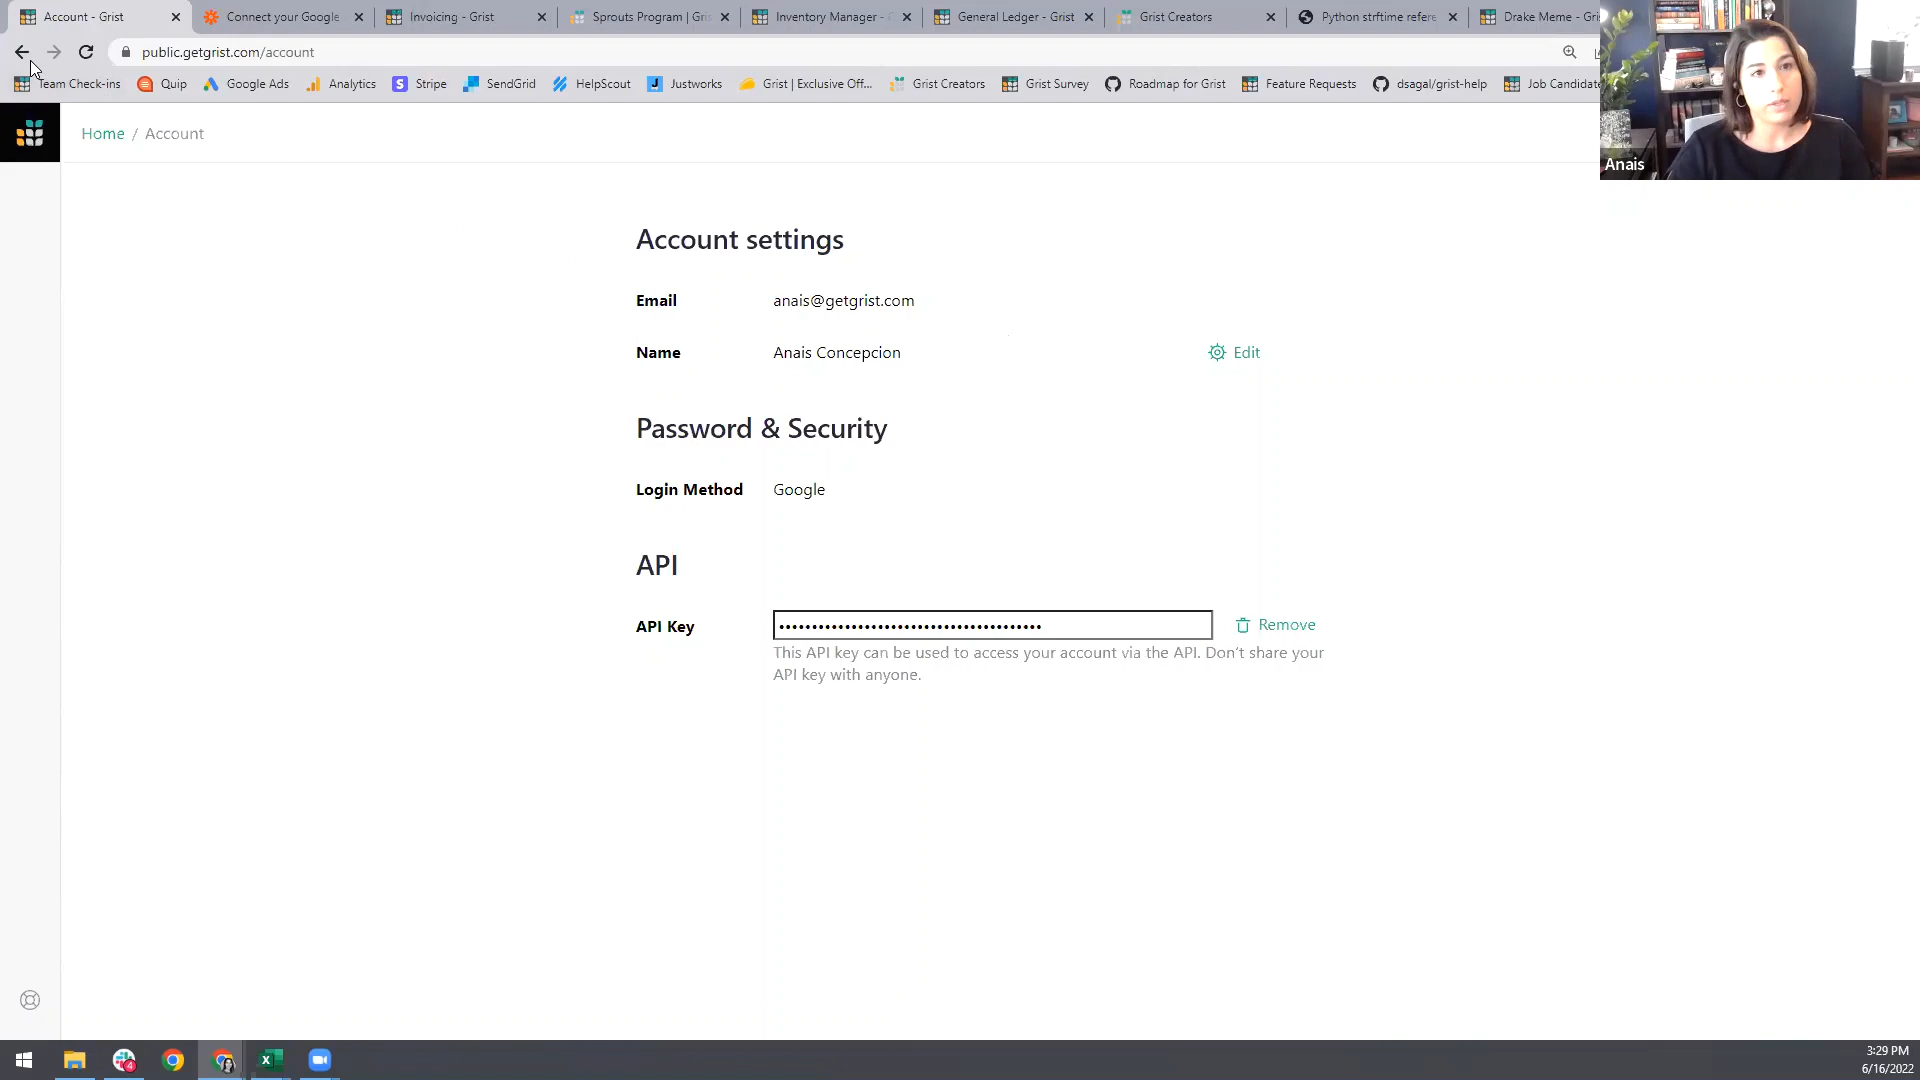 Account - Grist
Connect your Google
Invoicing - Grist
Sprouts Program | Gris
Inventory Manager -
General Ledger - Grist
Grist Creators
Python strftime refere
Drake Meme - Gri
public.getgrist.com/account
Team Check-ins
Quip
Google Ads
Analytics
Stripe
SendGrid
HelpScout
Justworks
Grist | Exclusive Off...
Grist Creators
Grist Survey
Roadmap for Grist
Feature Requests
dsagal/grist-help
Job Candidate
Anais
Home / Account
Account settings
Email anais@getgrist.com
Name Anais Concepcion Edit
Password & Security
Login Method Google
API
API Key •••••••••••••••••••••••••••••••••••••••• Remove
This API key can be used to access your account via the API. Don't share your
API key with anyone.
4
3:29 PM
6/16/2022